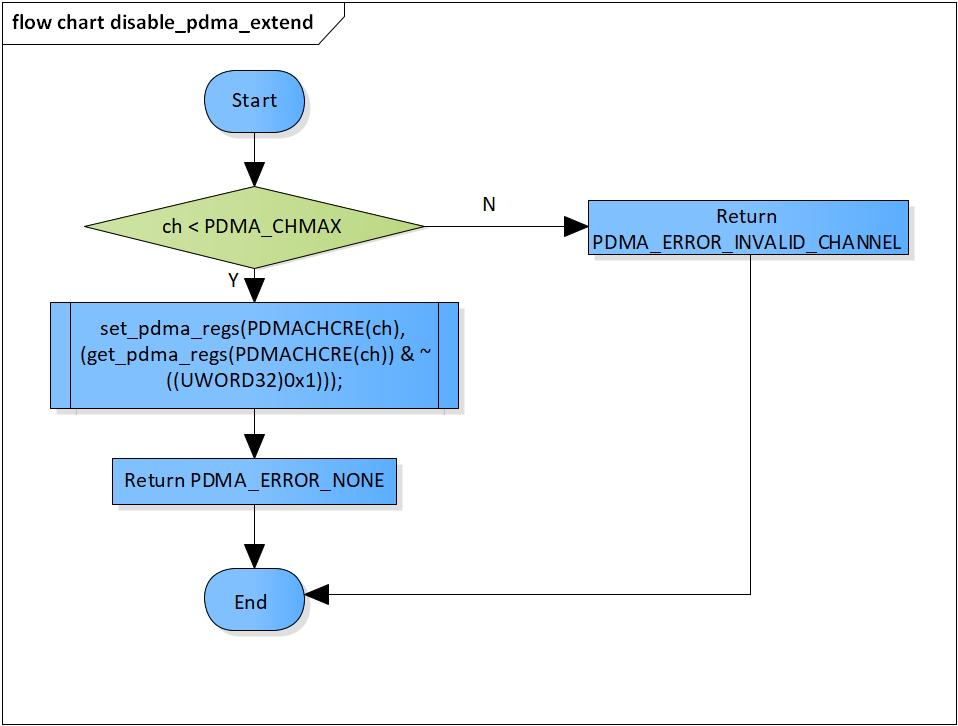 flow chart disable_pdma_extend
Start
ch < PDMA_CHMAX
N
Return
PDMA_ERROR_INVALID_CHANNEL
Y
set_pdma_regs(PDMACHCRE(ch),
(get_pdma_regs(PDMACHCRE(ch)) & ~
((UWORD32)0x1)));
Return PDMA_ERROR_NONE
End